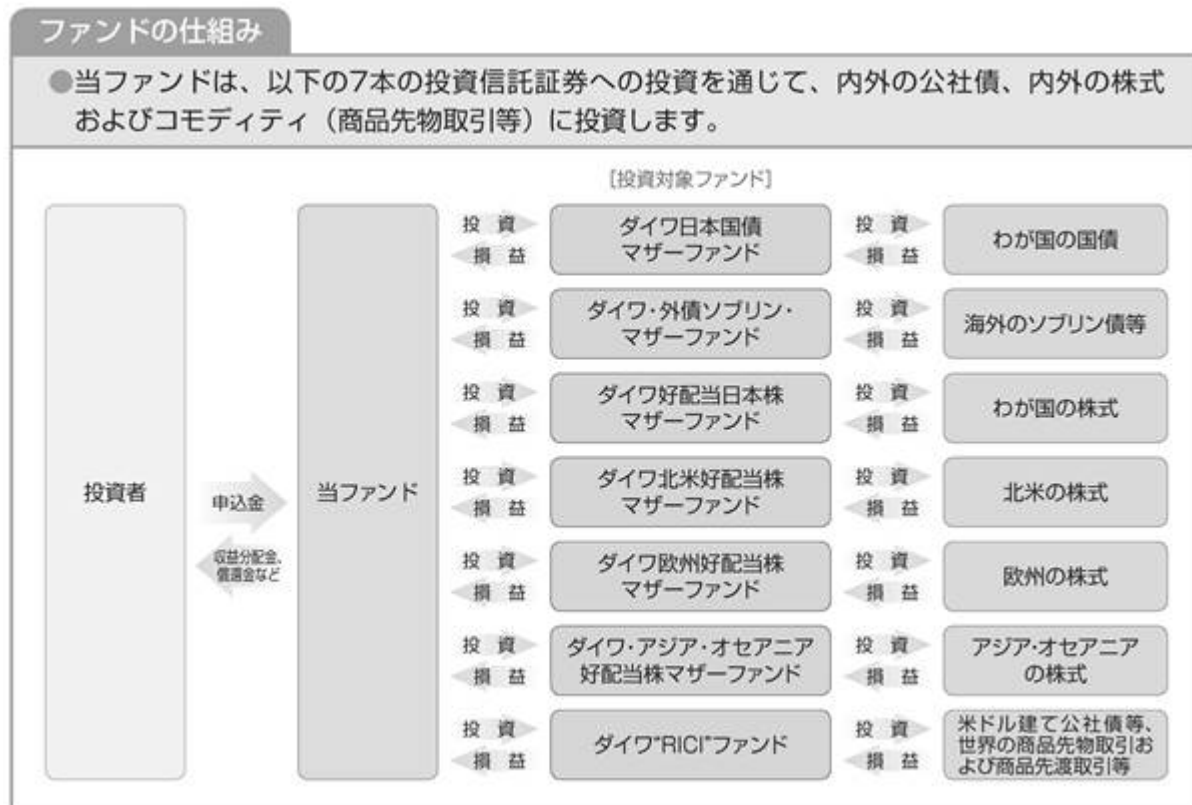 ファンドの仕組み
●当ファンドは、以下の7本の投資信託証券への投資を通じて、内外の公社債、内外の株式
およびコモディティ（商品先物取引等）に投資します。
［投資対象ファンド］
投資者
申込金
収益分配金、
償還金など
当ファンド
投 資
損 益
ダイワ日本国債
マザーファンド
投 資
損 益
わが国の国債
投 資
損 益
ダイワ・外債ソブリン・
マザーファンド
投 資
損 益
海外のソブリン債等
投 資
損 益
ダイワ好配当日本株
マザーファンド
投 資
損 益
わが国の株式
投 資
損 益
ダイワ北米好配当株
マザーファンド
投 資
損 益
北米の株式
投 資
損 益
ダイワ欧州好配当株
マザーファンド
投 資
損 益
欧州の株式
投 資
損 益
ダイワ・アジア・オセアニア
好配当株マザーファンド
投 資
損 益
アジア・オセアニア
の株式
投 資
損 益
ダイワ"RICI"ファンド
投 資
損 益
米ドル建て公社債等、
世界の商品先物取引お
よび商品先渡取引等